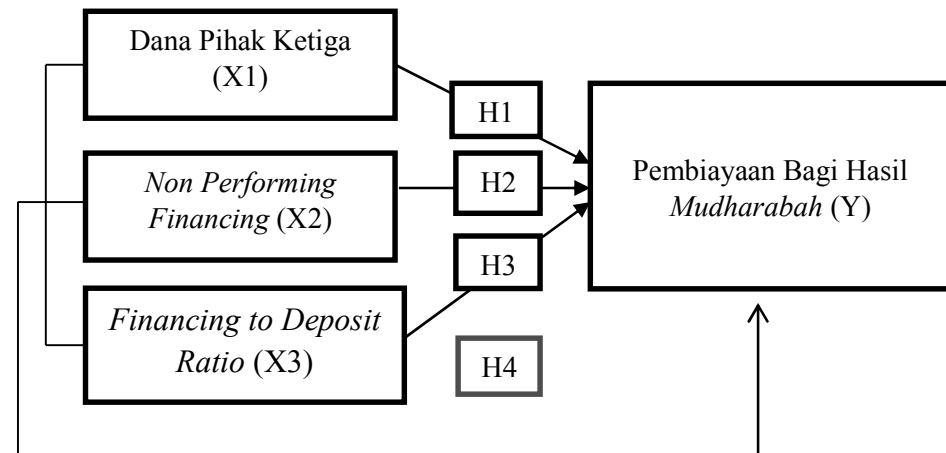 Dana Pihak Ketiga
(X1)
H1
Non Performing
Financing (X2)
H2
Pembiayaan Bagi Hasil
Mudharabah (Y)
H3
Financing to Deposit
Ratio (X3)
H4